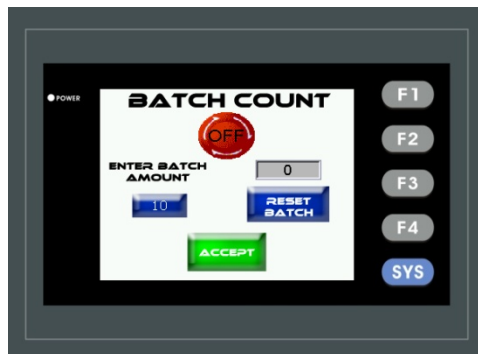 POWER
BATCH COUNT
OFF
ENTER BATCH
AMOUNT
0
10
RESET
BATCH
ACCEPT
F1
F2
F3
F4
SYS